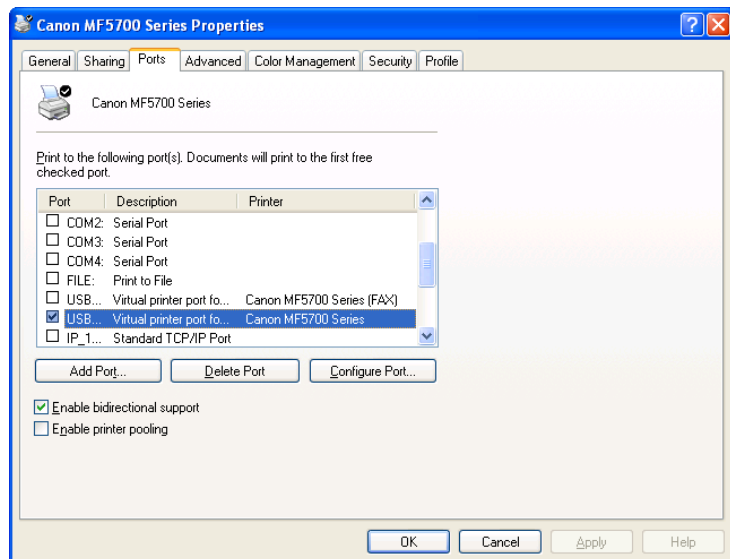 Canon MF5700 Series Properties
General Sharing Ports Advanced Color Management Security Profile
Canon MF5700 Series
Print to the following port(s). Documents will print to the first free
checked port.
Port Description Printer
COM2: Serial Port
COM3: Serial Port
COM4: Serial Port
FILE: Print to File
USB... Virtual printer port fo... Canon MF5700 Series (FAX)
USB... Virtual printer port fo... Canon MF5700 Series
IP_1... Standard TCP/IP Port
Add Port... Delete Port Configure Port...
Enable bidirectional support
Enable printer pooling
OK Cancel Apply Help